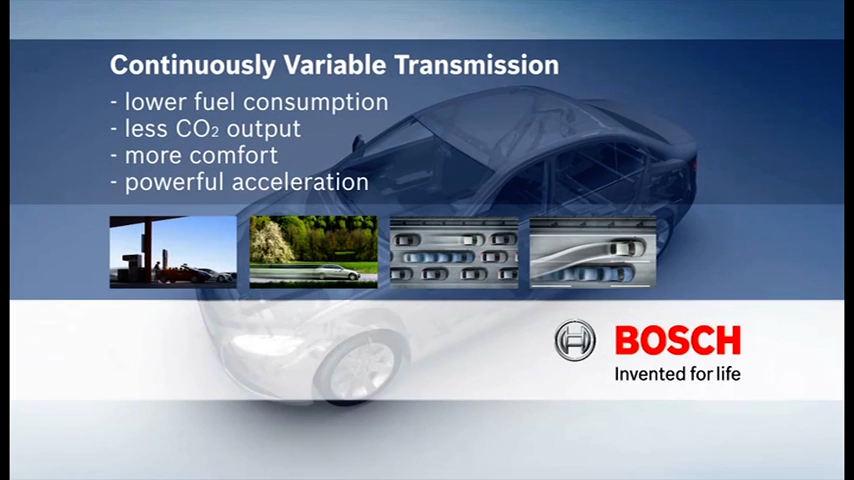 Continuously Variable Transmission
- lower fuel consumption
- less CO₂ output
- more comfort
- powerful acceleration
BOSCH
Invented for life